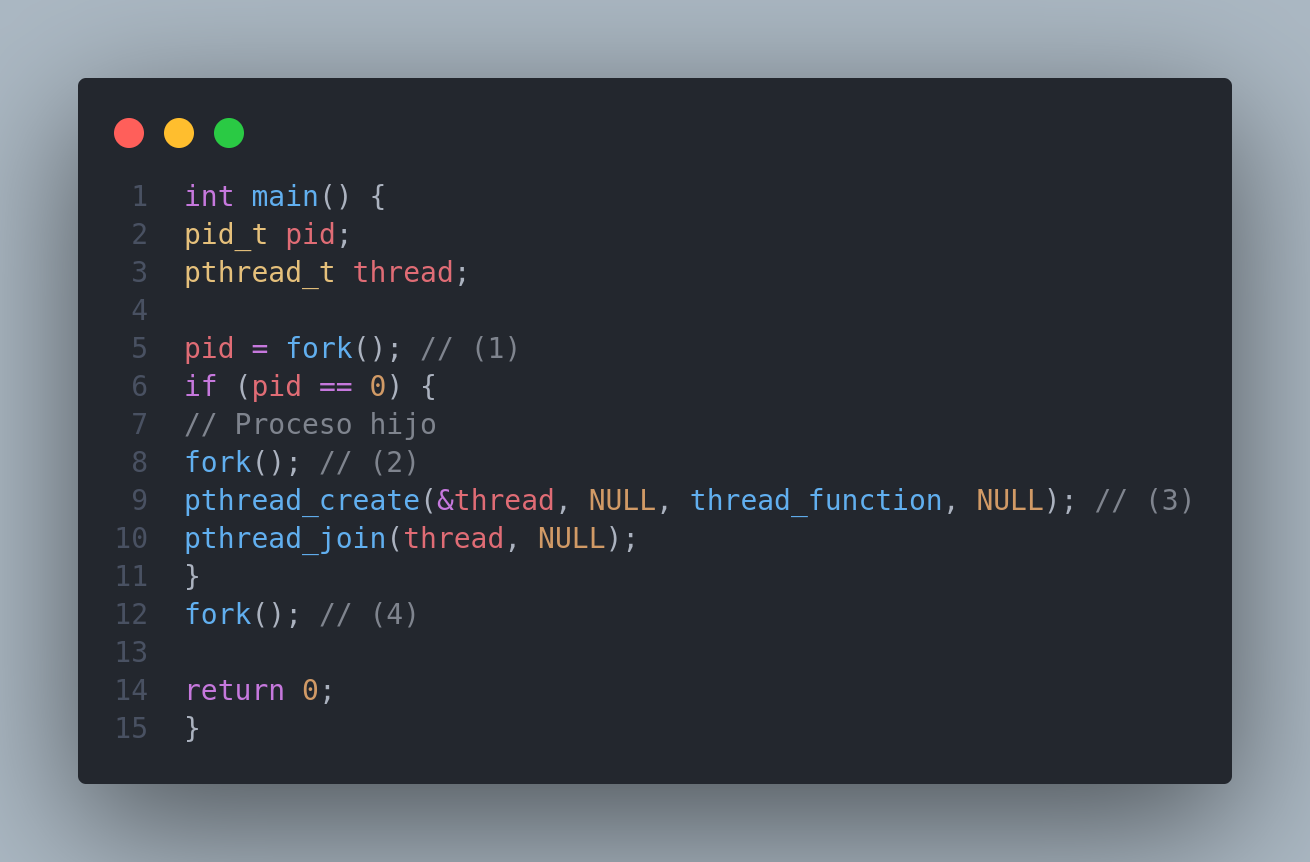 1 int main() {
2 pid_t pid;
3 pthread_t thread;
4
5 pid = fork(); // (1)
6 if (pid == 0) {
7 // Proceso hijo
8 fork(); // (2)
9 pthread_create(&thread, NULL, thread_function, NULL); // (3)
10 pthread_join(thread, NULL);
11 }
12 fork(); // (4)
13
14 return 0;
15 }